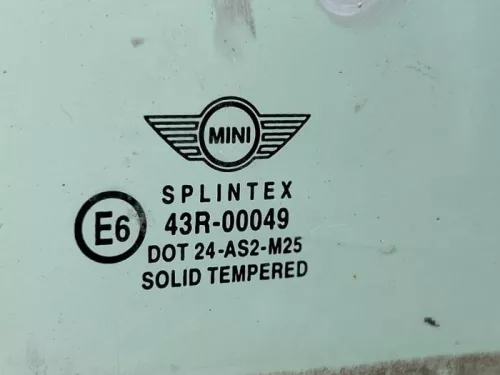 MINI
SPLINTEX
E6
43R-00049
DOT 24-AS2-M25
SOLID TEMPERED